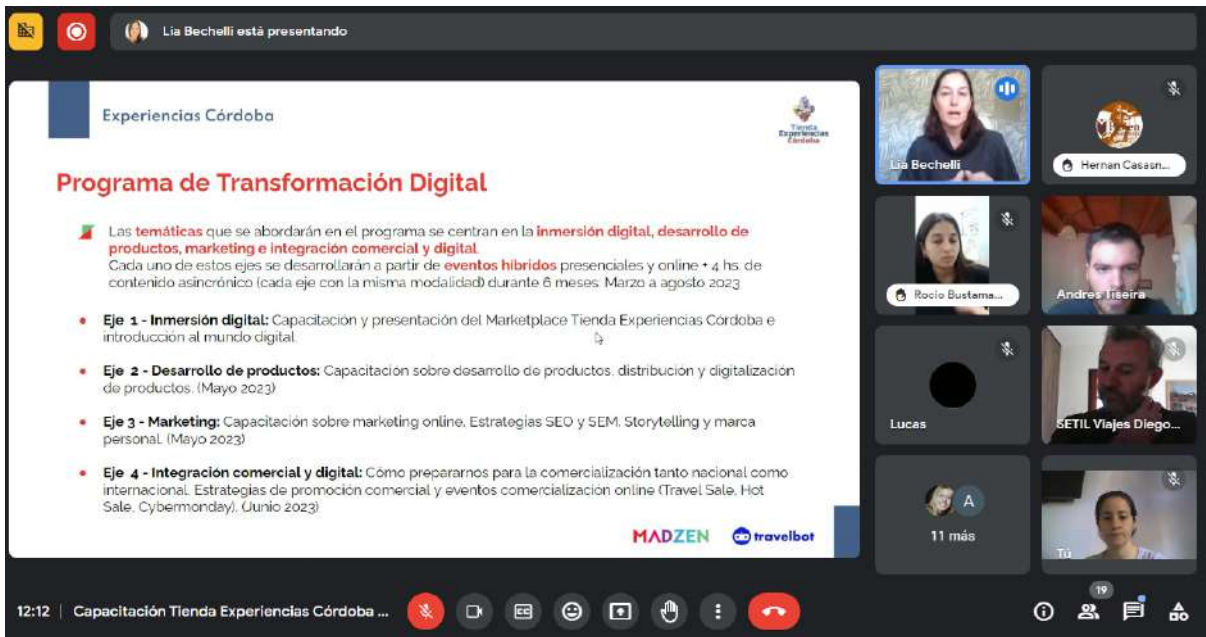 Lia Bechelli está presentando
Experiencias Córdoba
Tienda
Experiencias
Córdoba
Programa de Transformación Digital
Las temáticas que se abordarán en el programa se centran en la inmersión digital, desarrollo de
productos, marketing e integración comercial y digital.
Cada uno de estos ejes se desarrollarán a partir de eventos híbridos presenciales y online + 4 hs. de
contenido asincrónico (cada eje con la misma modalidad) durante 6 meses: Marzo a agosto 2023
Eje 1 - Inmersión digital: Capacitación y presentación del Marketplace Tienda Experiencias Córdoba e
introducción al mundo digital.
Eje 2 - Desarrollo de productos: Capacitación sobre desarrollo de productos, distribución y digitalización
de productos. (Mayo 2023)
Eje 3 - Marketing: Capacitación sobre marketing online. Estrategias SEO y SEM. Storytelling y marca
personal. (Mayo 2023)
Eje 4 - Integración comercial y digital: Cómo prepararnos para la comercialización tanto nacional como
internacional. Estrategias de promoción comercial y eventos comercialización online (Travel Sale, Hot
Sale, Cybermonday). (Junio 2023)
MADZEN travelbot
Lia Bechelli
Hernan Casasn...
Rocio Bustama...
Andres Tiseira
Lucas
SETIL Viajes Diego...
A
11 más
Tú
12:12 | Capacitación Tienda Experiencias Córdoba ...
CC
19